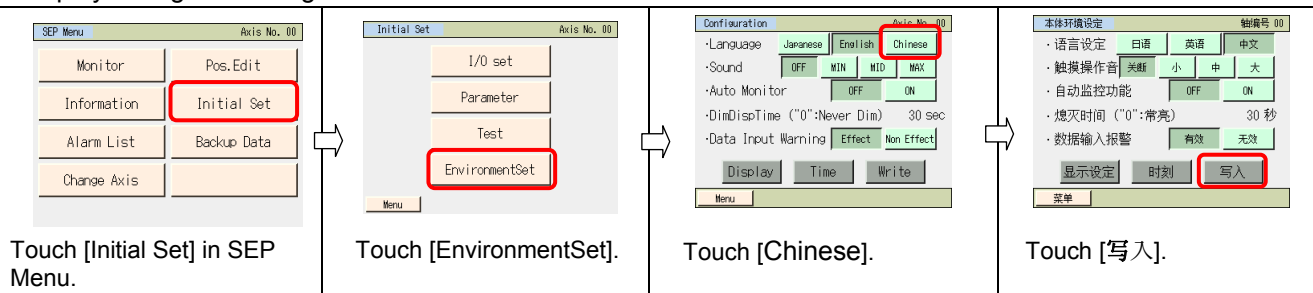 SEP Menu Axis No. 00
Monitor Pos.Edit
Information Initial Set
Alarm List Backup Data
Change Axis
Touch [Initial Set] in SEP
Menu.
Initial Set Axis No. 00
I/O set
Parameter
Test
EnvironmentSet
Menu
Touch [EnvironmentSet].
Configuration Axis No. 00
·Language Japanese English Chinese
·Sound OFF MIN MID MAX
·Auto Monitor OFF ON
·DimDispTime ("0":Never Dim) 30 sec
·Data Input Warning Effect Non Effect
Display Time Write
Menu
Touch [Chinese].
本体环境设定 轴编号 00
·语言设定 日语 英语 中文
·触摸操作音 关断 小 中 大
·自动监控功能 OFF ON
·熄灭时间 ("0":常亮) 30 秒
·数据输入报警 有效 无效
显示设定 时刻 写入
菜单
Touch [写入].